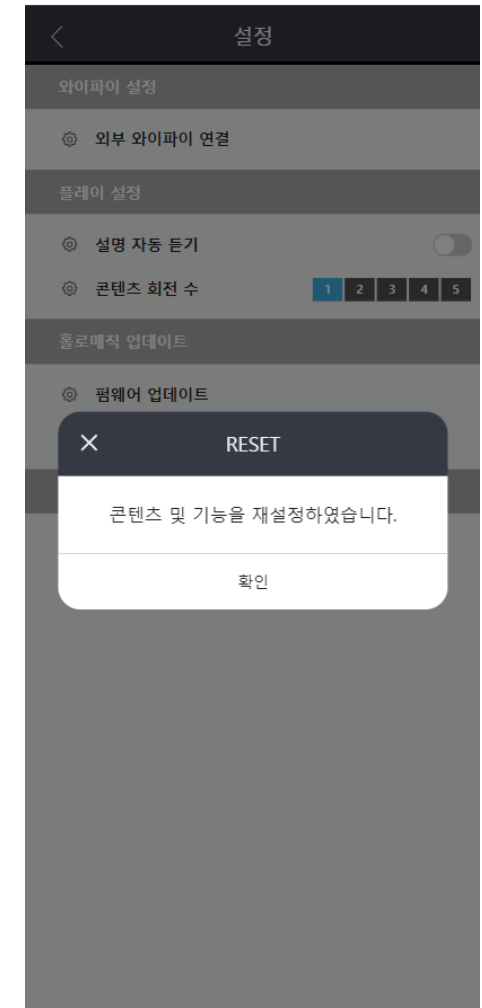 설정
와이파이 설정
외부 와이파이 연결
플레이 설정
설명 자동 듣기
콘텐츠 회전 수 1 2 3 4 5
홀로매직 업데이트
펌웨어 업데이트
RESET
콘텐츠 및 기능을 재설정하였습니다.
확인